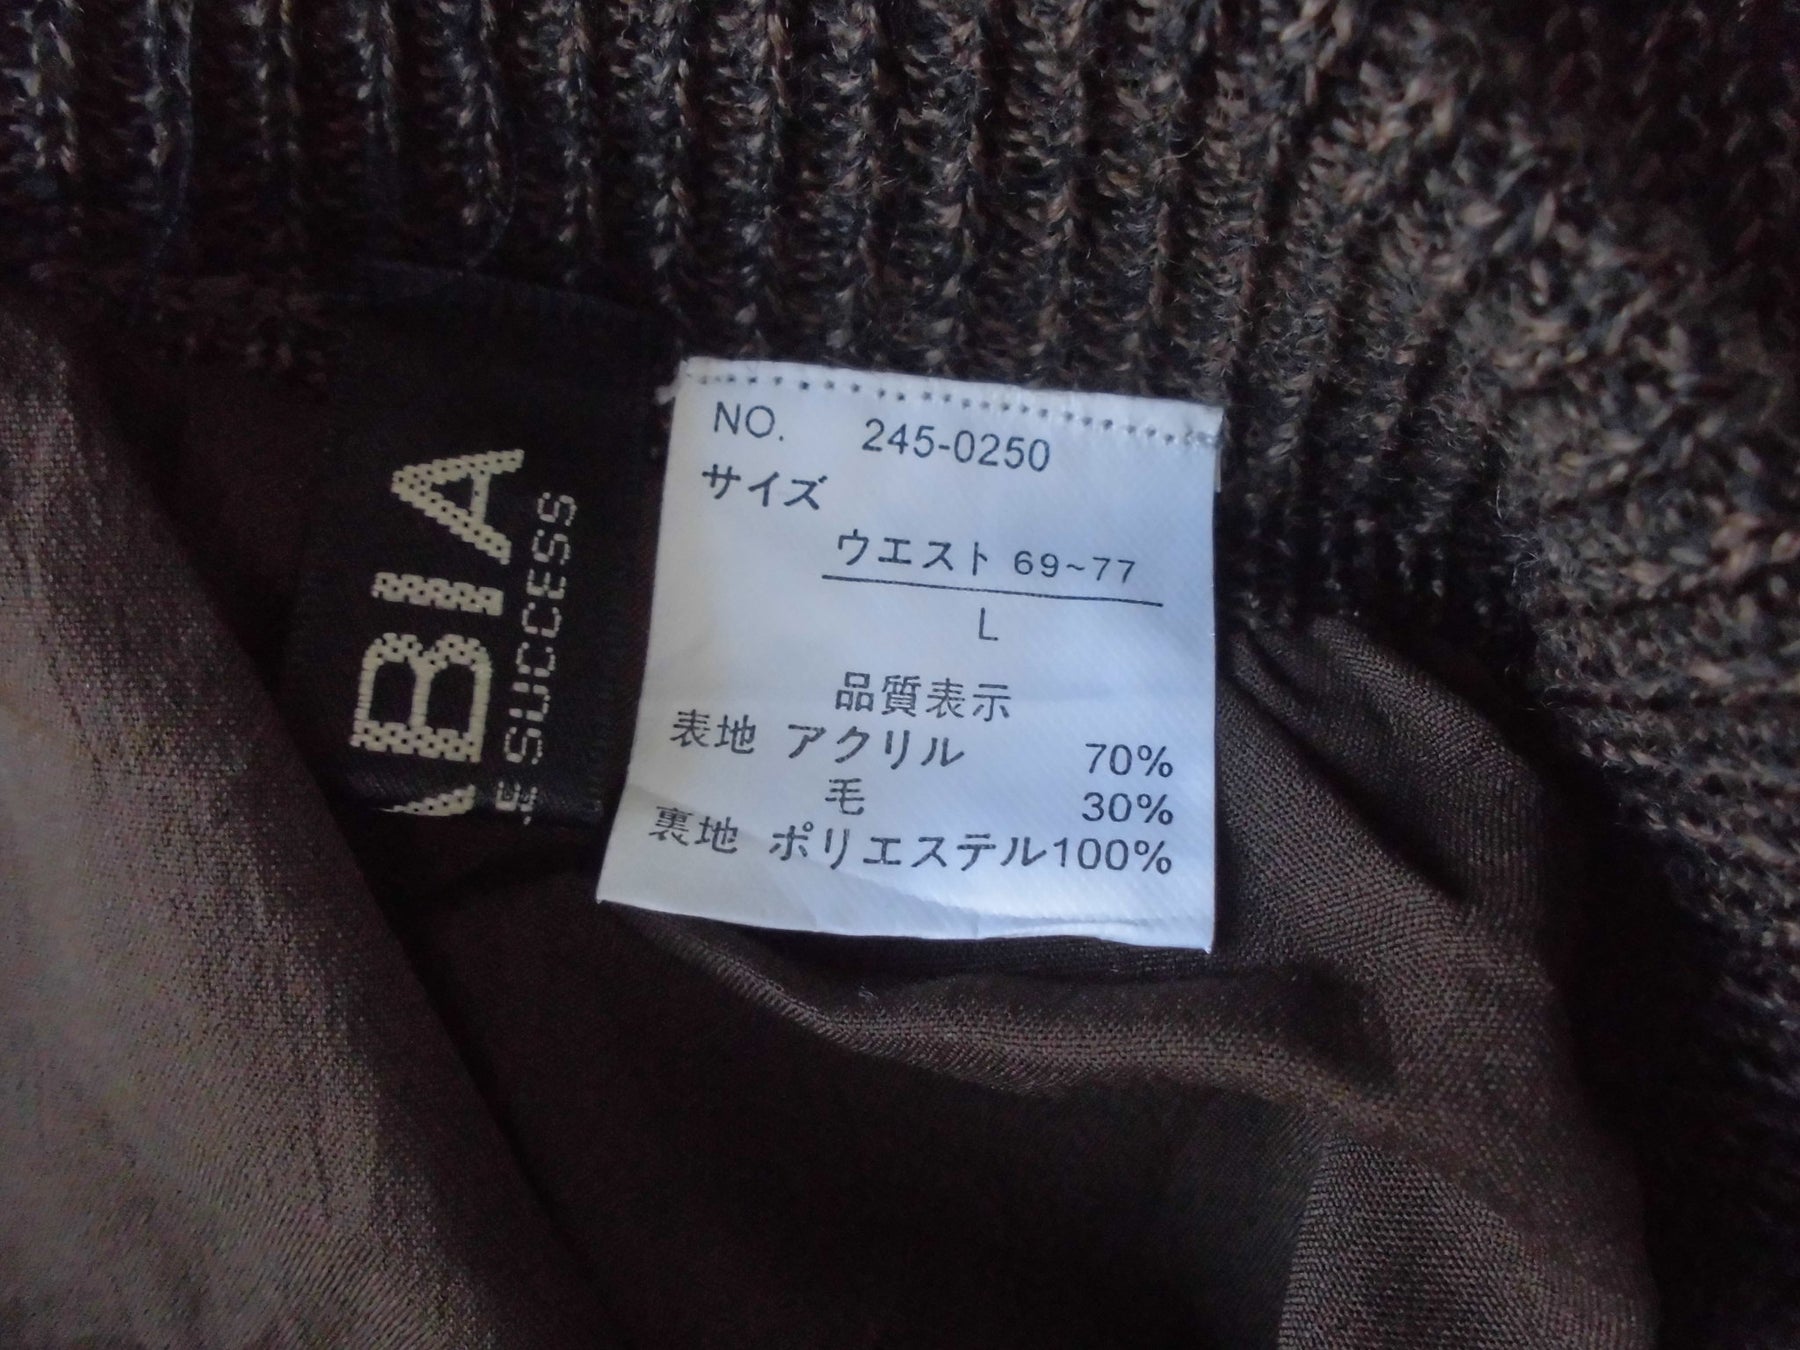 NO. 245-0250
サイズ
ウエスト 69~77
L
品質表示
表地 アクリル 70%
毛 30%
裏地 ポリエステル100%
BIA
SUCCESS